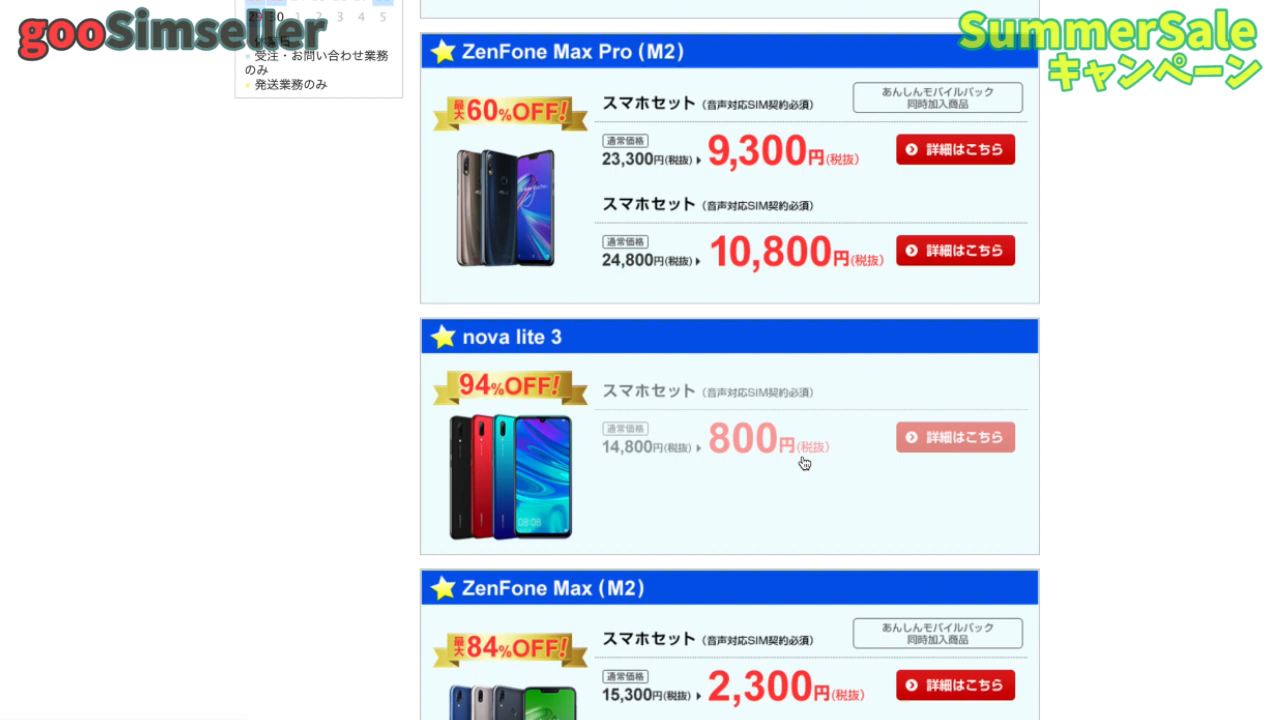 gooSimseller
SummerSale
キャンペーン
29 30 1 2 3 4 5
受注・お問い合わせ業務
のみ
発送業務のみ
ZenFone Max Pro (M2)
最大60%OFF!
スマホセット (音声対応SIM契約必須)
あんしんモバイルパック
同時加入商品
通常価格
23,300円(税抜) 9,300円(税抜)
詳細はこちら
スマホセット (音声対応SIM契約必須)
通常価格
24,800円(税抜) 10,800円(税抜)
詳細はこちら
nova lite 3
94%OFF!
スマホセット (音声対応SIM契約必須)
通常価格
14,800円(税抜) 800円(税抜)
詳細はこちら
08:08
ZenFone Max (M2)
最大84%OFF!
スマホセット (音声対応SIM契約必須)
あんしんモバイルパック
同時加入商品
通常価格
15,300円(税抜) 2,300円(税抜)
詳細はこちら